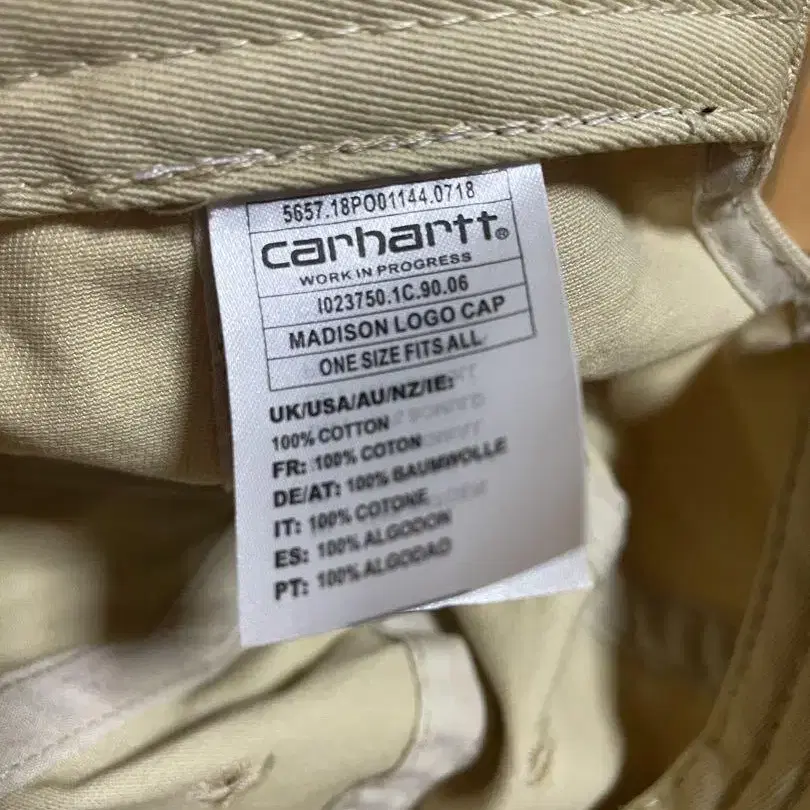 5657.18PO01144.0718
carhartt®
WORK IN PROGRESS
I023750.1C.90.06
MADISON LOGO CAP
ONE SIZE FITS ALL
UK/USA/AU/NZ/IE:
100% COTTON
FR: 100% COTON
DE/AT: 100% BAUMWOLLE
IT: 100% COTONE
ES: 100% ALGODON
PT: 100% ALGODAO